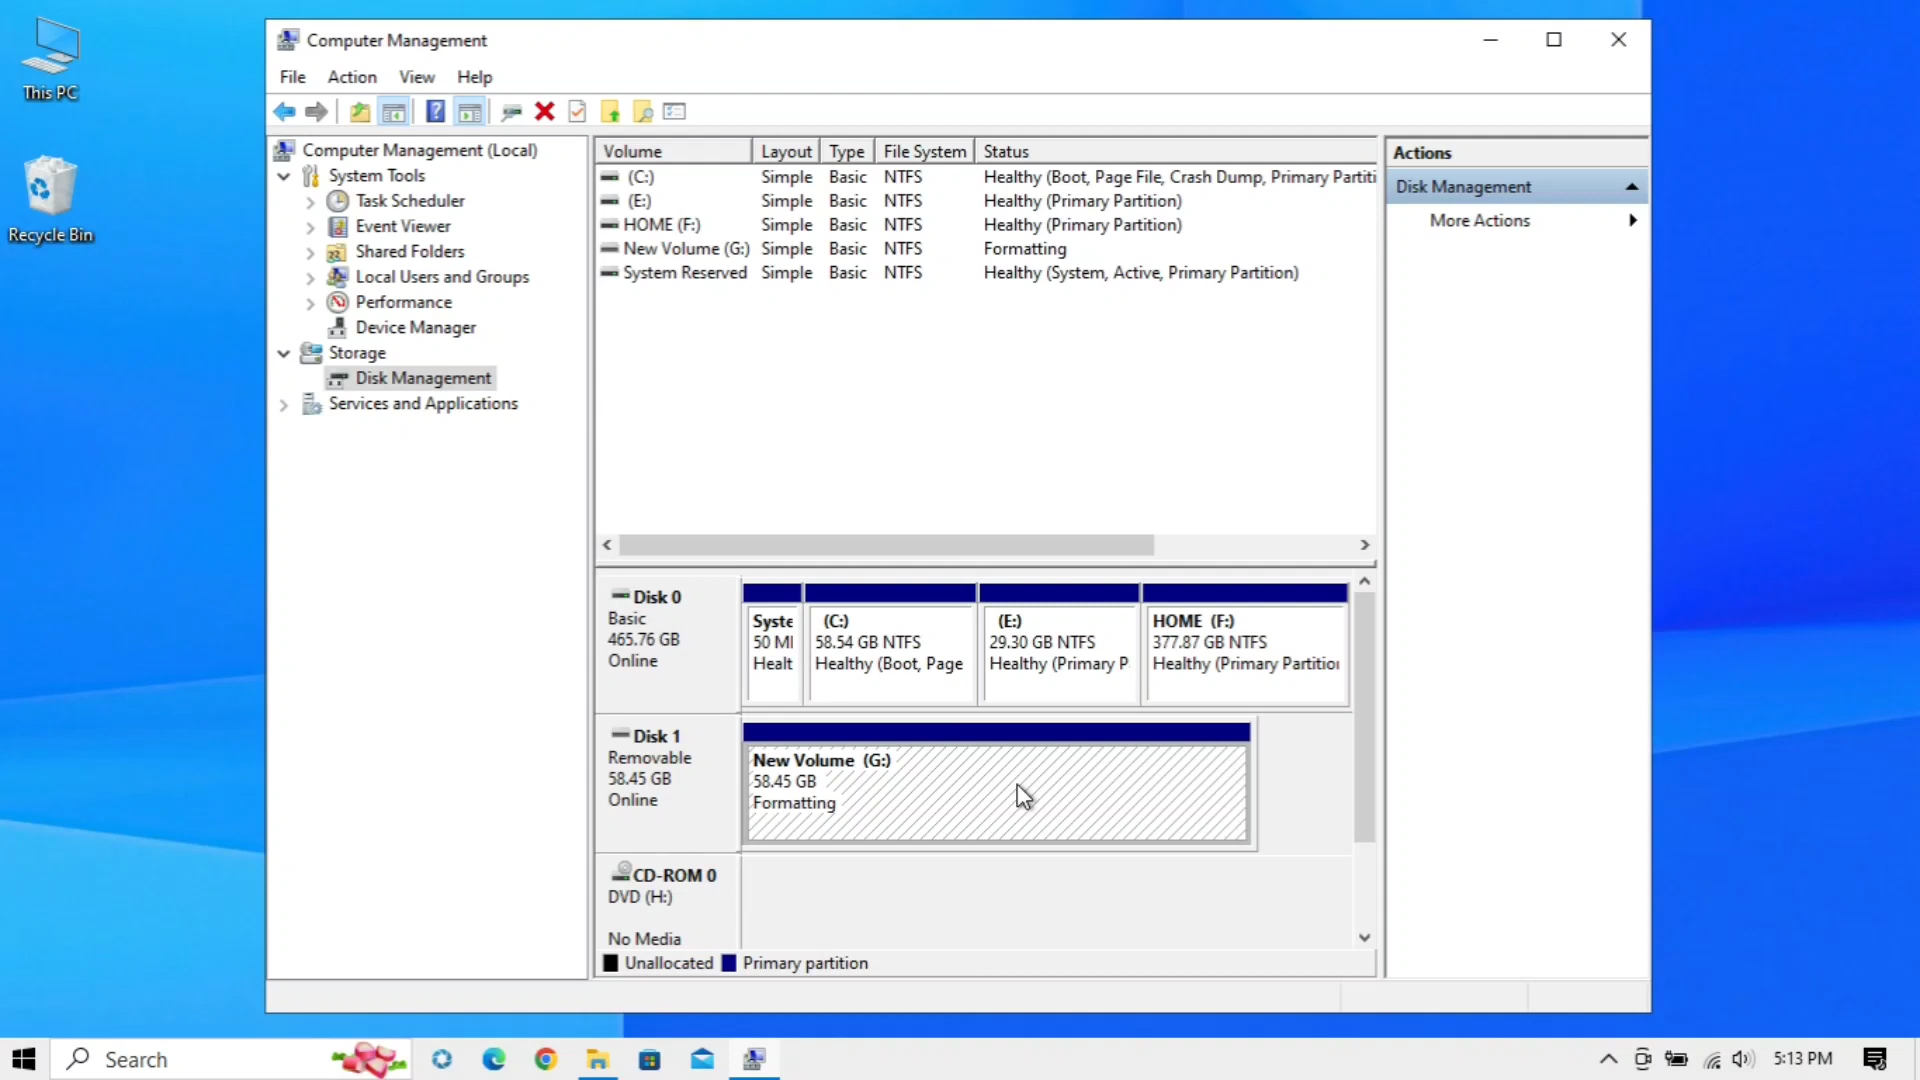 This PC
Recycle Bin
Computer Management
File Action View Help
Computer Management (Local)
System Tools
Task Scheduler
Event Viewer
Shared Folders
Local Users and Groups
Performance
Device Manager
Storage
Disk Management
Services and Applications
Volume Layout Type File System Status
(C:) Simple Basic NTFS Healthy (Boot, Page File, Crash Dump, Primary Partiti
(E:) Simple Basic NTFS Healthy (Primary Partition)
HOME (F:) Simple Basic NTFS Healthy (Primary Partition)
New Volume (G:) Simple Basic NTFS Formatting
System Reserved Simple Basic NTFS Healthy (System, Active, Primary Partition)
Disk 0
Basic
465.76 GB
Online
Syste
50 MI
Healt
(C:)
58.54 GB NTFS
Healthy (Boot, Page
(E:)
29.30 GB NTFS
Healthy (Primary P
HOME (F:)
377.87 GB NTFS
Healthy (Primary Partition
Disk 1
Removable
58.45 GB
Online
New Volume (G:)
58.45 GB
Formatting
CD-ROM 0
DVD (H:)
No Media
Unallocated Primary partition
Actions
Disk Management
More Actions
Search
5:13 PM